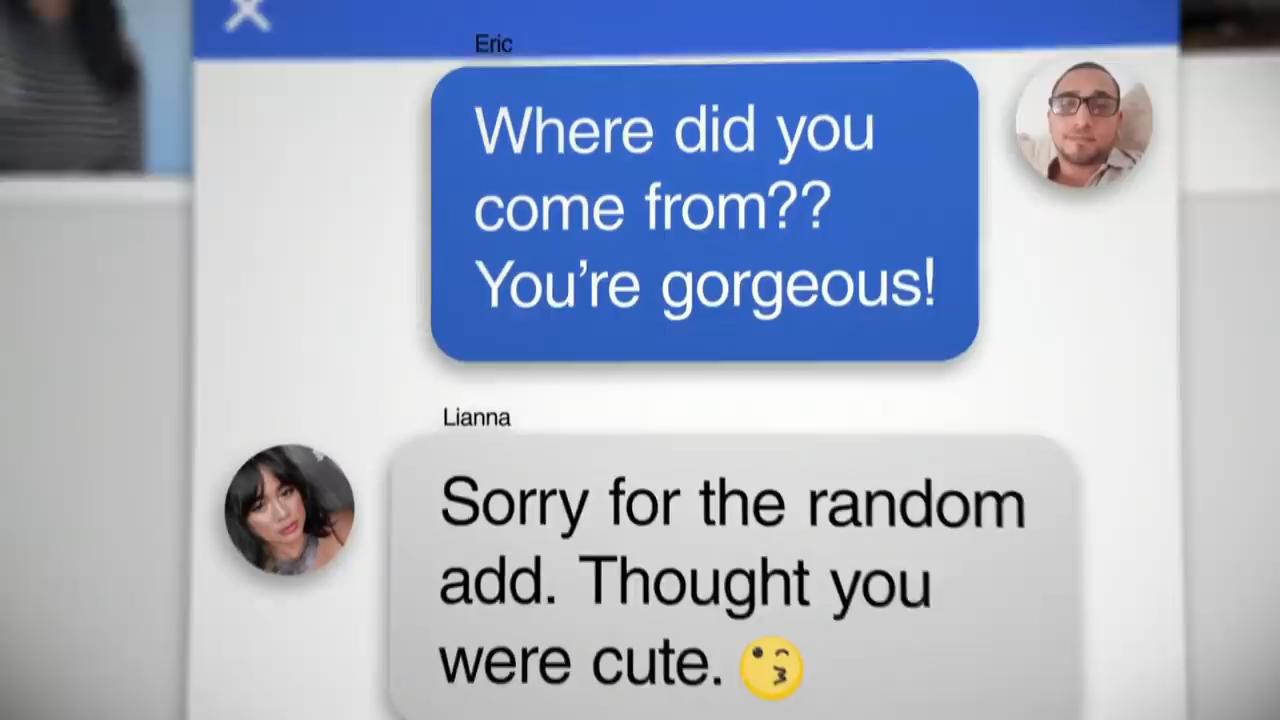 Eric
Where did you
come from??
You’re gorgeous!
Lianna
Sorry for the random
add. Thought you
were cute. 😗